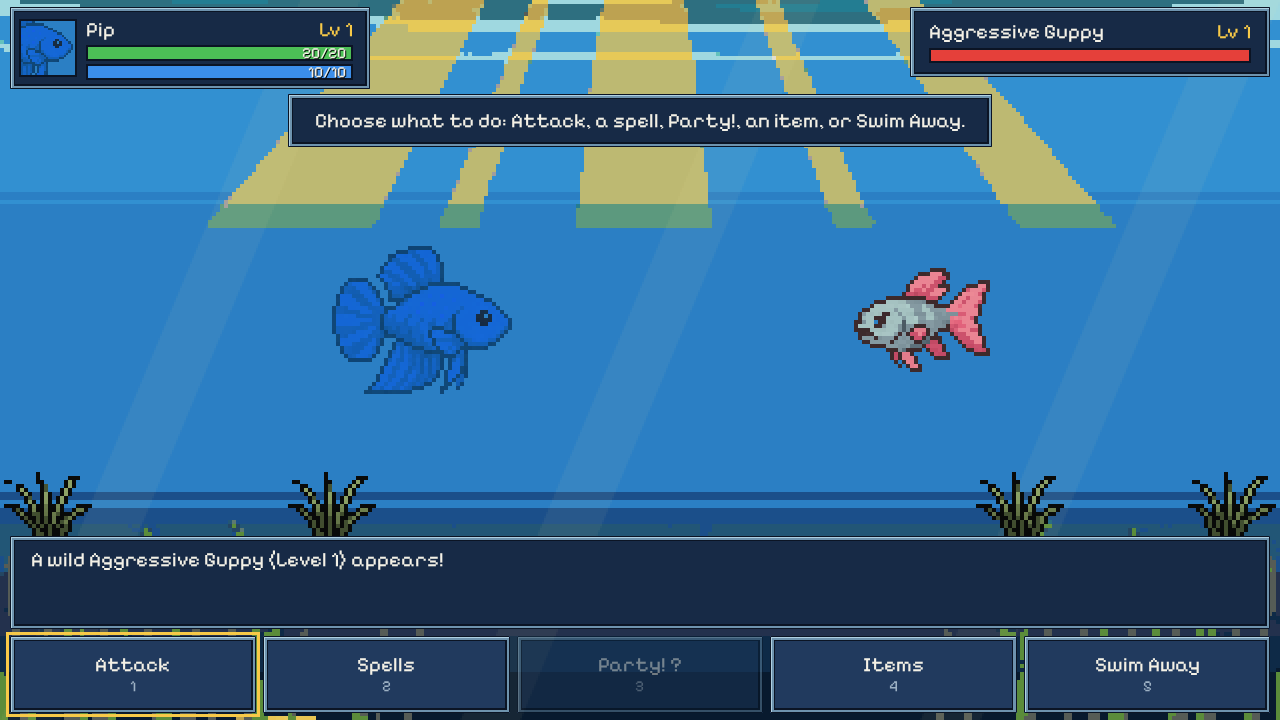 Pip Lv 1
20/20
10/10
Aggressive Guppy Lv 1
Choose what to do: Attack, a spell, Party!, an item, or Swim Away.
A wild Aggressive Guppy (Level 1) appears!
Attack
1
Spells
2
Party! ?
3
Items
4
Swim Away
5